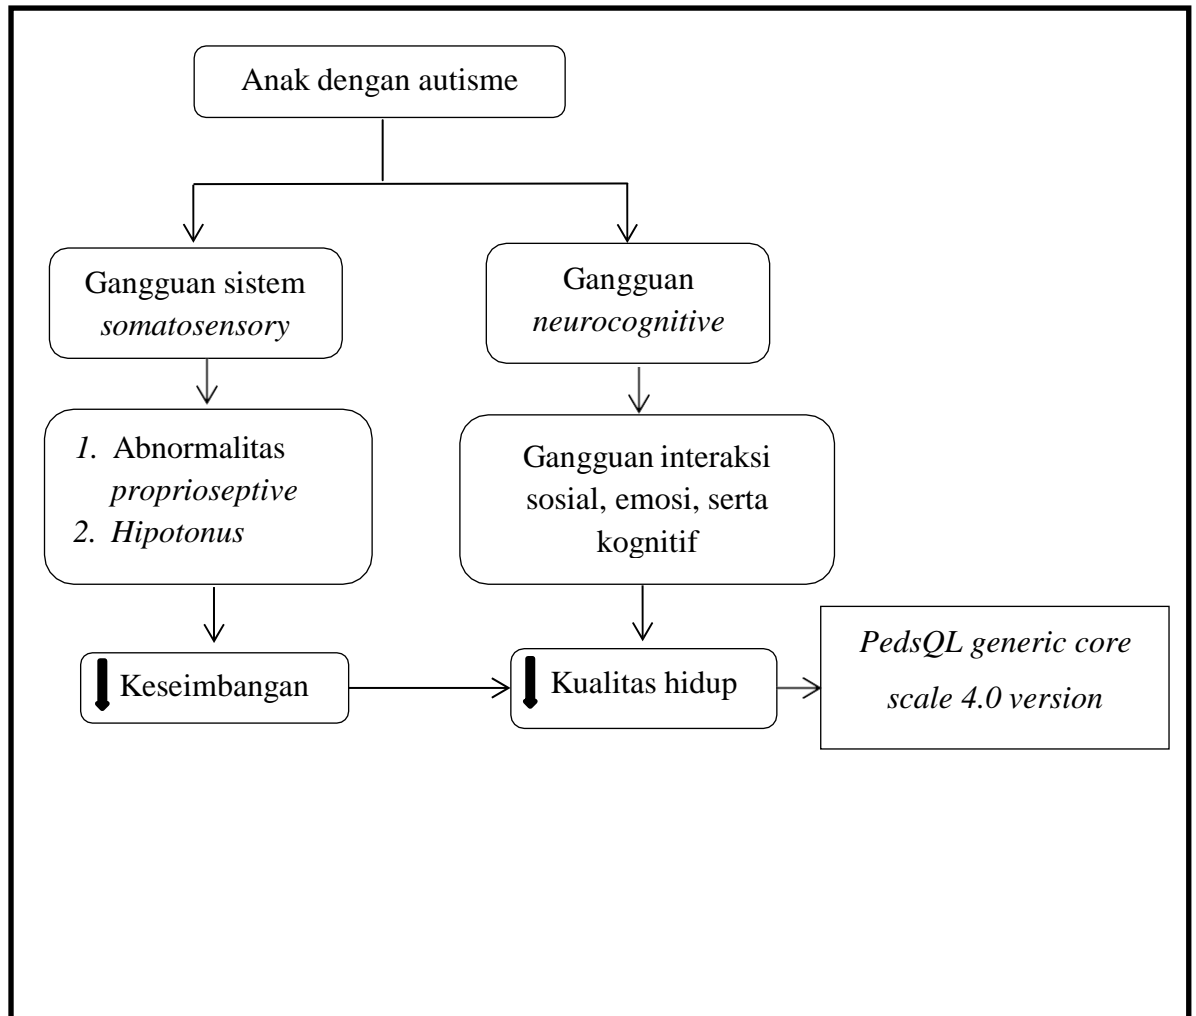 Anak dengan autisme
Gangguan sistem
somatosensory
Gangguan
neurocognitive
1. Abnormalitas
proprioseptive
2. Hipotonus
Gangguan interaksi
sosial, emosi, serta
kognitif
Keseimbangan
Kualitas hidup
PedsQL generic core
scale 4.0 version